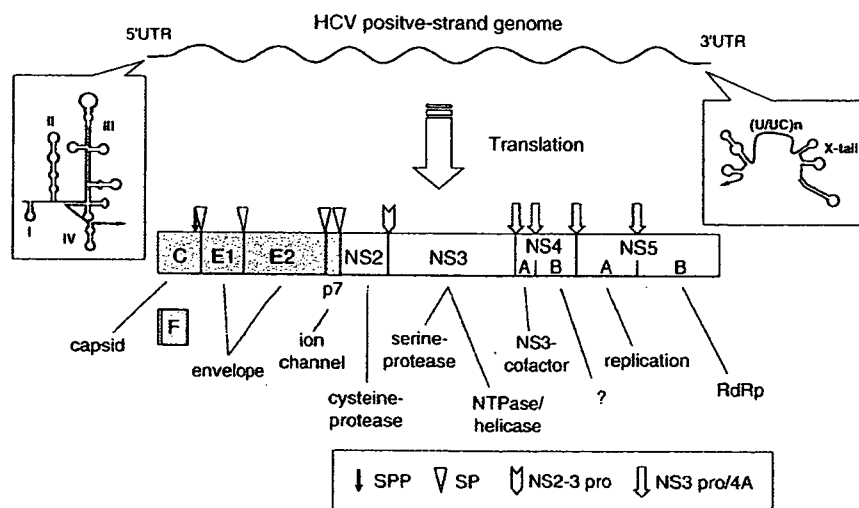 HCV positve-strand genome
5'UTR
3'UTR
II
III
I
IV
(U/UC)n
X-tail
Translation
C
E1
E2
NS2
NS3
NS4
NS5
A
B
A
B
p7
F
capsid
envelope
ion
channel
cysteine-
protease
serine-
protease
NTPase/
helicase
NS3-
cofactor
?
replication
RdRp
SPP
SP
NS2-3 pro
NS3 pro/4A